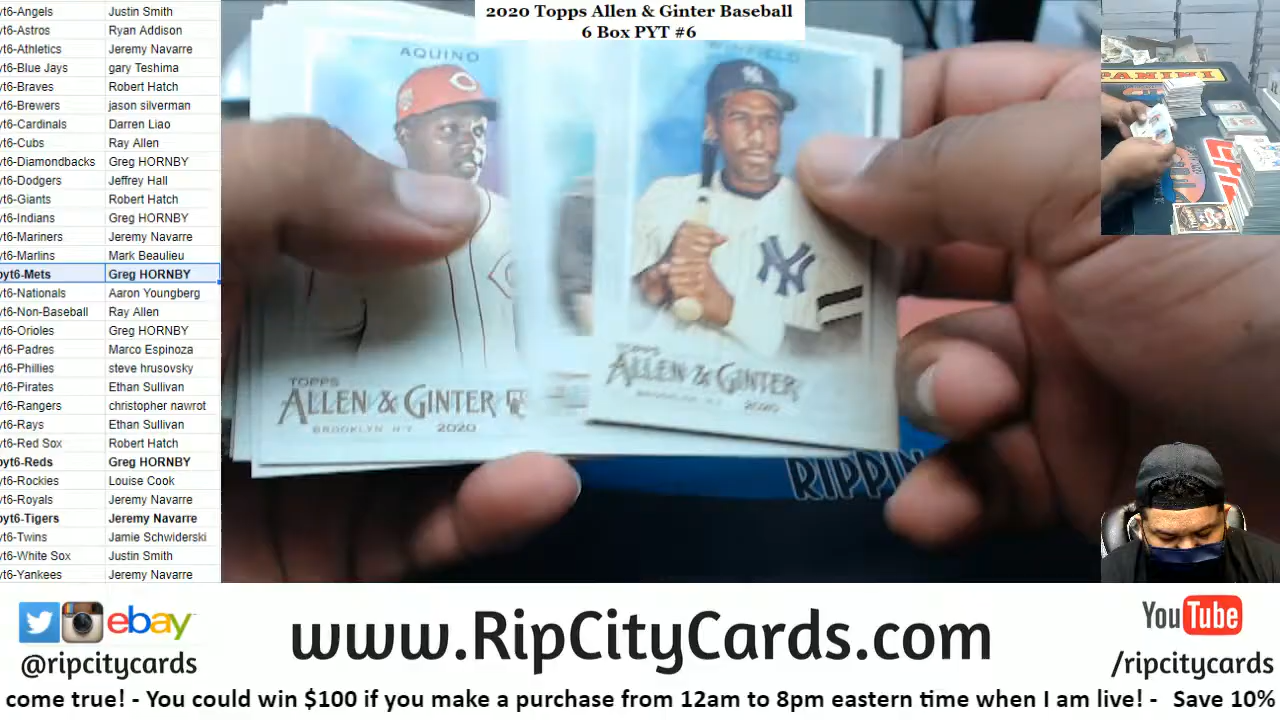 2020 Topps Allen & Ginter Baseball
6 Box PYT #6
yt6-Angels Justin Smith
yt6-Astros Ryan Addison
yt6-Athletics Jeremy Navarre
yt6-Blue Jays gary Teshima
yt6-Braves Robert Hatch
yt6-Brewers jason silverman
yt6-Cardinals Darren Liao
yt6-Cubs Ray Allen
yt6-Diamondbacks Greg HORNBY
yt6-Dodgers Jeffrey Hall
yt6-Giants Robert Hatch
yt6-Indians Greg HORNBY
yt6-Mariners Jeremy Navarre
yt6-Marlins Mark Beaulieu
pyt6-Mets Greg HORNBY
yt6-Nationals Aaron Youngberg
yt6-Non-Baseball Ray Allen
yt6-Orioles Greg HORNBY
yt6-Padres Marco Espinoza
yt6-Phillies steve hrusovsky
yt6-Pirates Ethan Sullivan
yt6-Rangers christopher nawrot
yt6-Rays Ethan Sullivan
yt6-Red Sox Robert Hatch
pyt6-Reds Greg HORNBY
yt6-Rockies Louise Cook
yt6-Royals Jeremy Navarre
pyt6-Tigers Jeremy Navarre
yt6-Twins Jamie Schwiderski
yt6-White Sox Justin Smith
yt6-Yankees Jeremy Navarre
AQUINO
TOPPS
ALLEN & GINTER
BROOKLYN N.Y. 2020
WINFIELD
NY
TOPPS
ALLEN & GINTER
2020
RIPPIN
PANINI
ebay
@ripcitycards
www.RipCityCards.com
YouTube
/ripcitycards
come true! - You could win $100 if you make a purchase from 12am to 8pm eastern time when I am live! - Save 10%